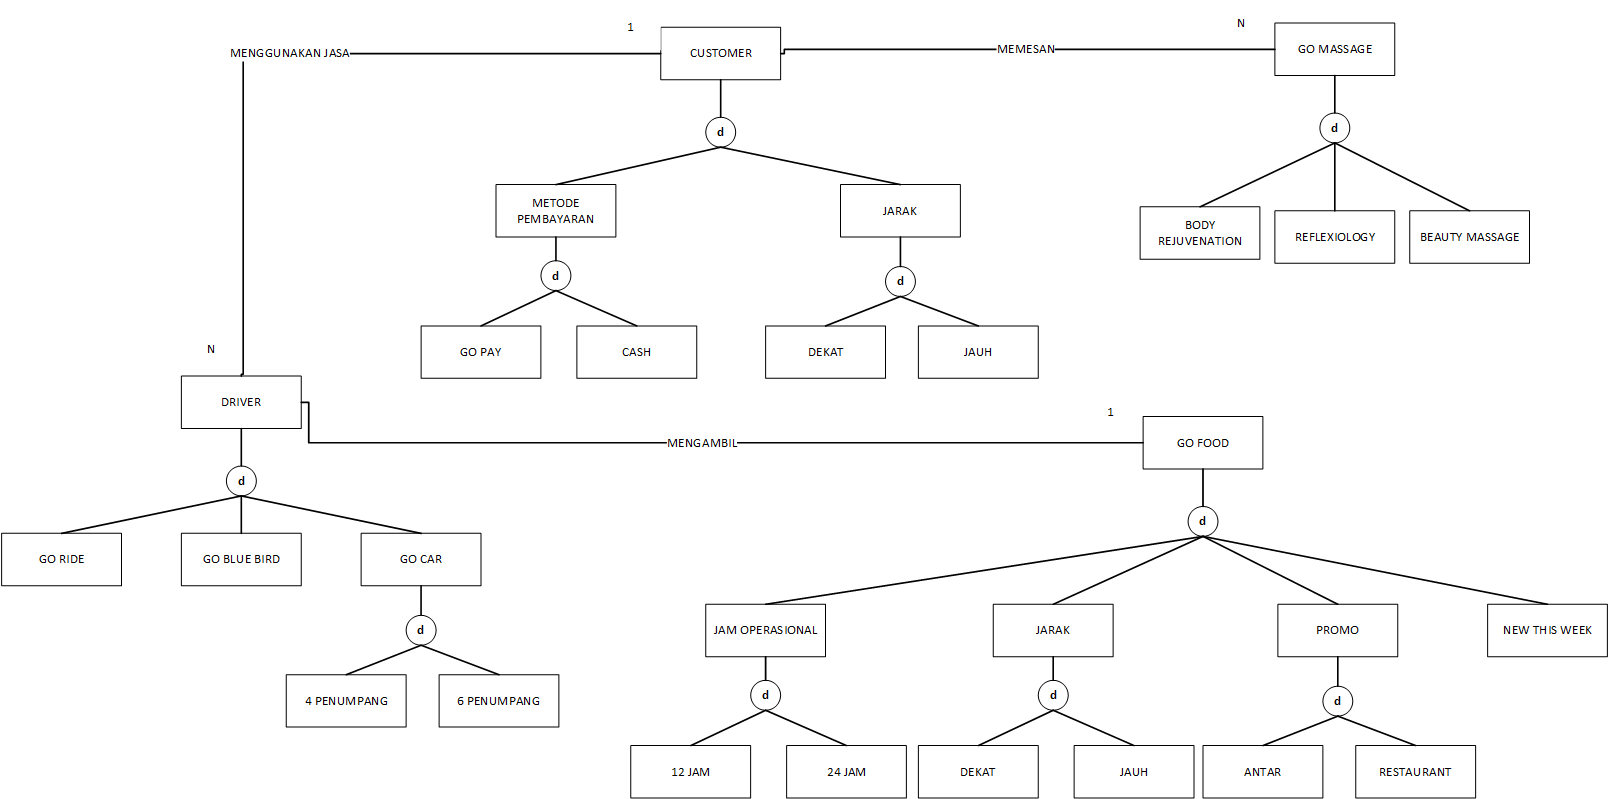 1
N
MENGGUNAKAN JASA
CUSTOMER
MEMESAN
GO MASSAGE
d
d
METODE
PEMBAYARAN
JARAK
BODY
REJUVENATION
REFLEXIOLOGY
BEAUTY MASSAGE
d
d
GO PAY
CASH
DEKAT
JAUH
N
DRIVER
1
MENGAMBIL
GO FOOD
d
d
GO RIDE
GO BLUE BIRD
GO CAR
d
JAM OPERASIONAL
JARAK
PROMO
NEW THIS WEEK
4 PENUMPANG
6 PENUMPANG
d
d
d
12 JAM
24 JAM
DEKAT
JAUH
ANTAR
RESTAURANT